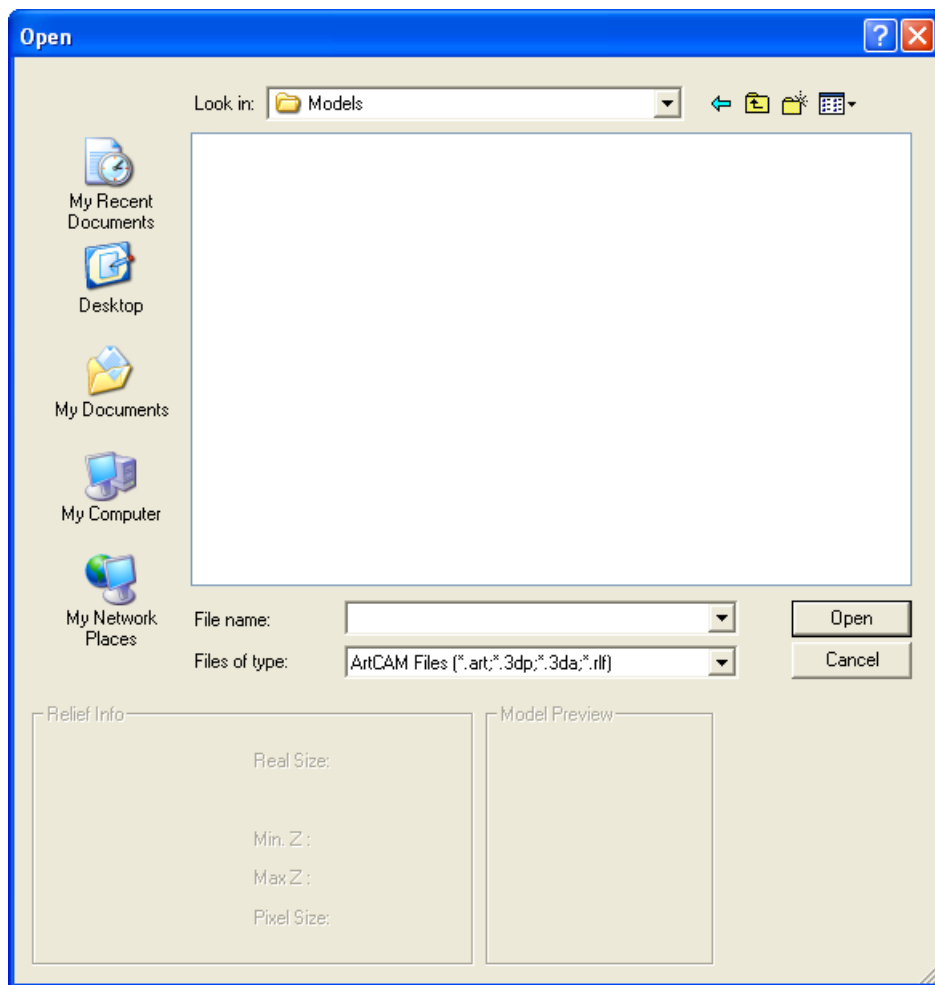 Open
Look in: Models
My Recent
Documents
Desktop
My Documents
My Computer
My Network
Places
File name:
Open
Files of type: ArtCAM Files (*.art;*.3dp;*.3da;*.rlf)
Cancel
Relief Info
Real Size:
Min. Z :
Max Z :
Pixel Size:
Model Preview